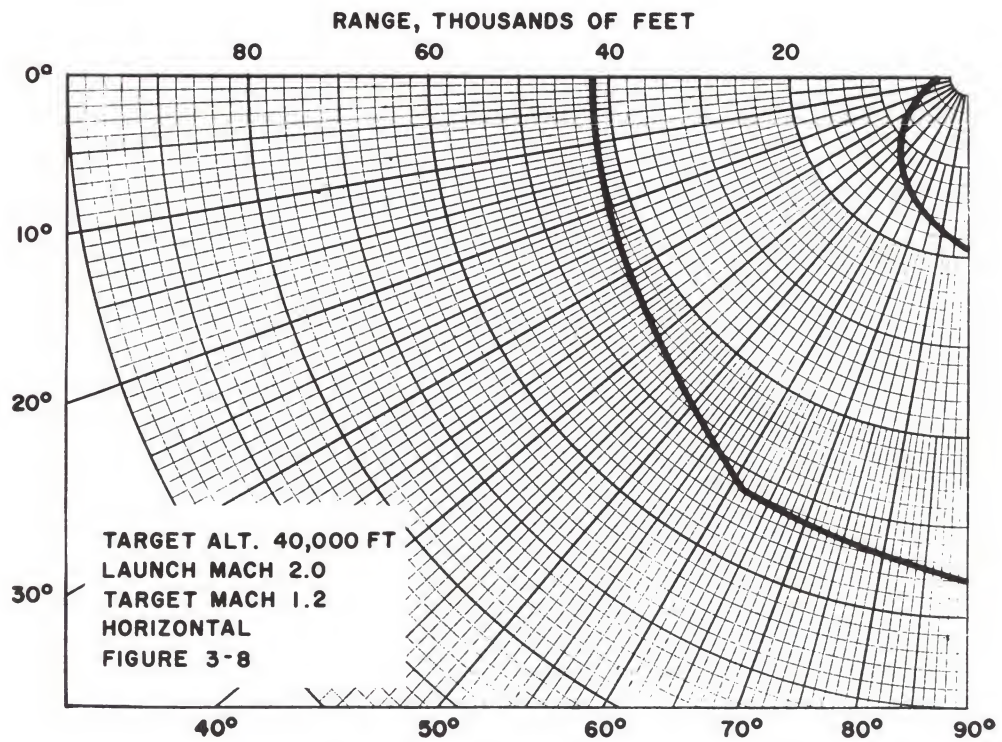 RANGE, THOUSANDS OF FEET
80 60 40 20
0°
10°
20°
30°
TARGET ALT. 40,000 FT
LAUNCH MACH 2.0
TARGET MACH 1.2
HORIZONTAL
FIGURE 3-8
40° 50° 60° 70° 80° 90°